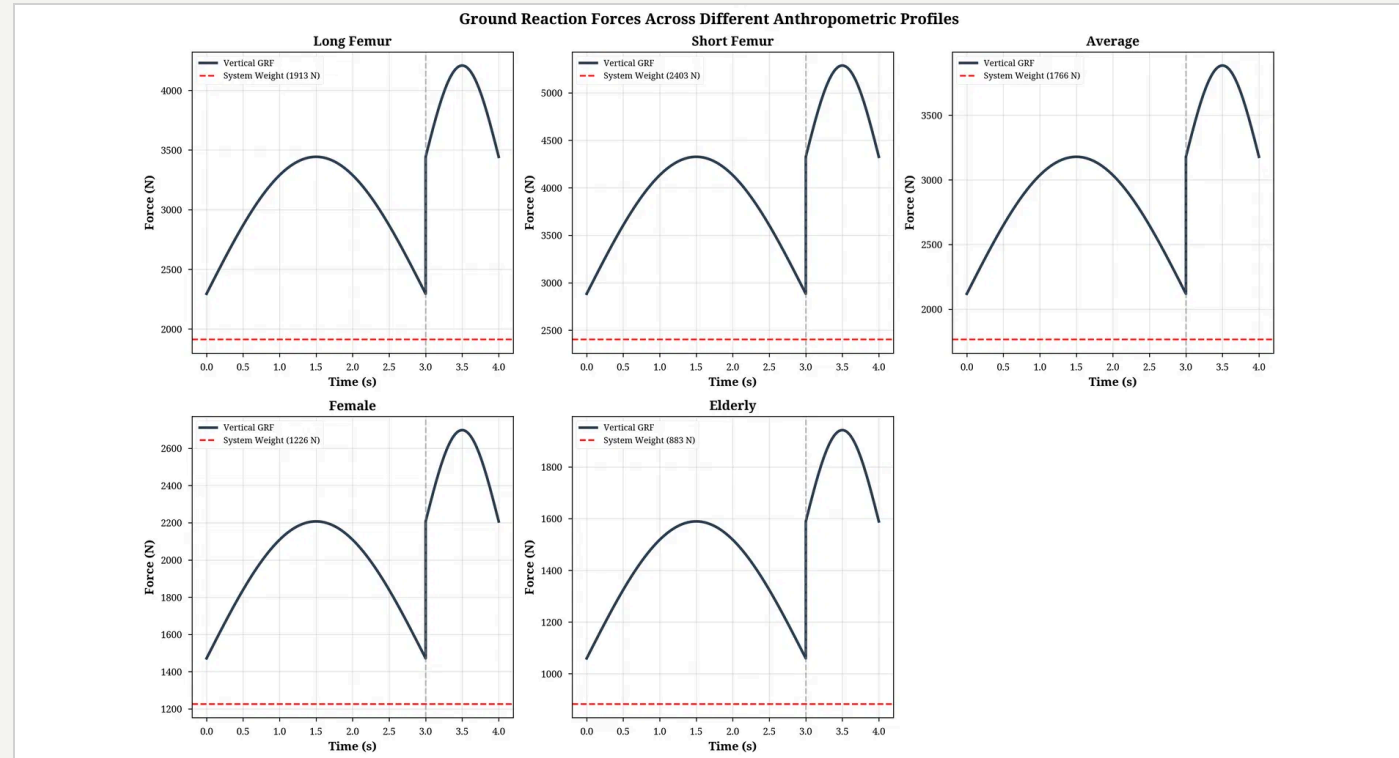 Ground Reaction Forces Across Different Anthropometric Profiles
Long Femur
Vertical GRF
System Weight (1913 N)
Force (N)
4000
3500
3000
2500
2000
0.0 0.5 1.0 1.5 2.0 2.5 3.0 3.5 4.0
Time (s)
Short Femur
Vertical GRF
System Weight (2403 N)
Force (N)
5000
4500
4000
3500
3000
2500
0.0 0.5 1.0 1.5 2.0 2.5 3.0 3.5 4.0
Time (s)
Average
Vertical GRF
System Weight (1766 N)
Force (N)
3500
3000
2500
2000
0.0 0.5 1.0 1.5 2.0 2.5 3.0 3.5 4.0
Time (s)
Female
Vertical GRF
System Weight (1226 N)
Force (N)
2600
2400
2200
2000
1800
1600
1400
1200
0.0 0.5 1.0 1.5 2.0 2.5 3.0 3.5 4.0
Time (s)
Elderly
Vertical GRF
System Weight (883 N)
Force (N)
1800
1600
1400
1200
1000
0.0 0.5 1.0 1.5 2.0 2.5 3.0 3.5 4.0
Time (s)